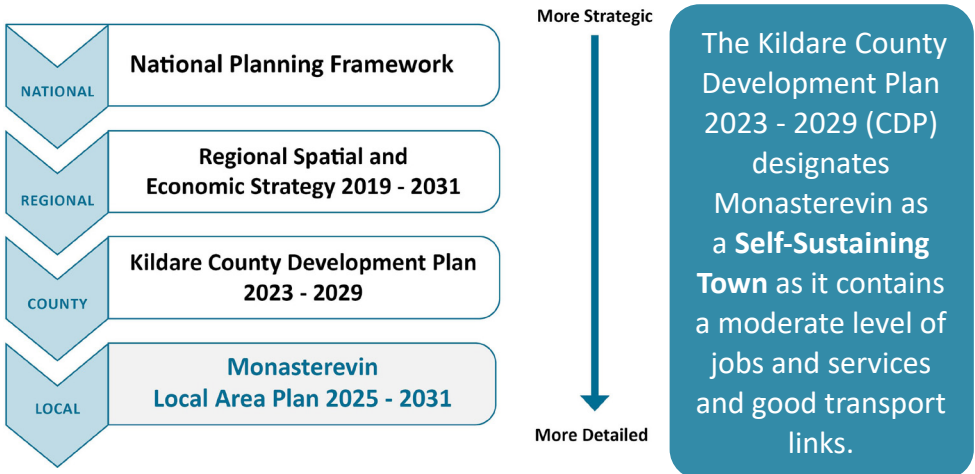 NATIONAL
National Planning Framework
REGIONAL
Regional Spatial and
Economic Strategy 2019 - 2031
COUNTY
Kildare County Development Plan
2023 - 2029
LOCAL
Monasterevin
Local Area Plan 2025 - 2031
More Strategic
More Detailed
The Kildare County
Development Plan
2023 - 2029 (CDP)
designates
Monasterevin as
a Self-Sustaining
Town as it contains
a moderate level of
jobs and services
and good transport
links.